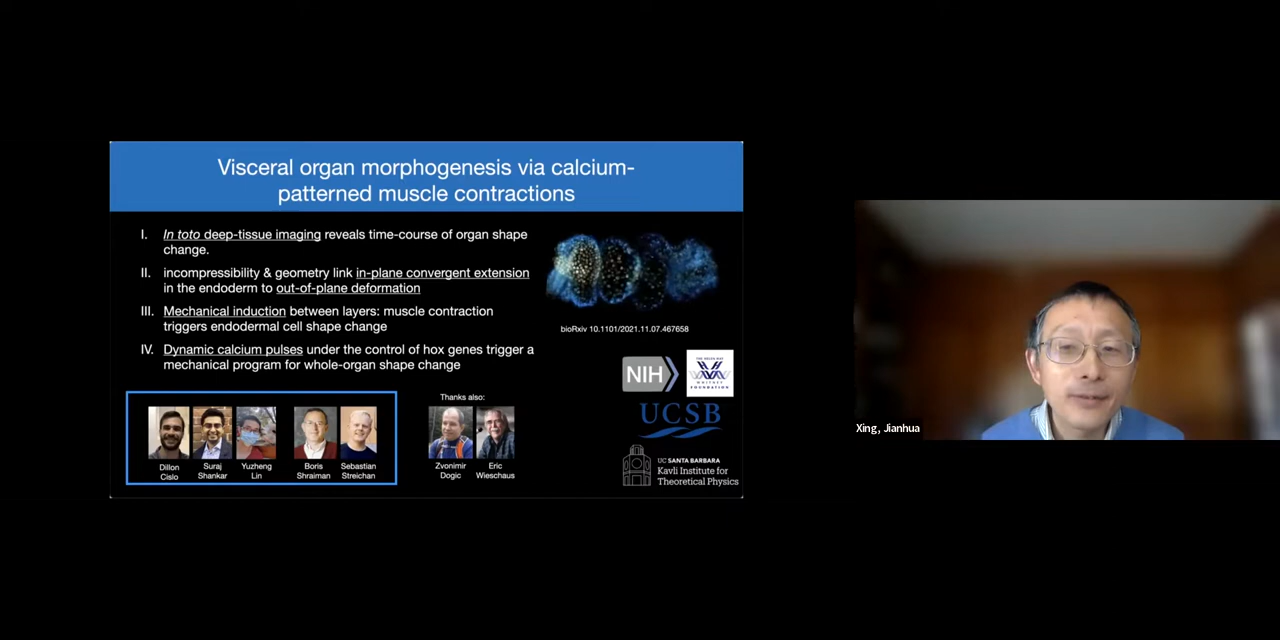 Visceral organ morphogenesis via calcium-
patterned muscle contractions
I. In toto deep-tissue imaging reveals time-course of organ shape
change.
II. incompressibility & geometry link in-plane convergent extension
in the endoderm to out-of-plane deformation
III. Mechanical induction between layers: muscle contraction
triggers endodermal cell shape change
IV. Dynamic calcium pulses under the control of hox genes trigger a
mechanical program for whole-organ shape change
bioRxiv 10.1101/2021.11.07.467658
NIH
THE HELEN HAY
WHITNEY
FOUNDATION
UCSB
UC SANTA BARBARA
Kavli Institute for
Theoretical Physics
Thanks also:
Dillon
Cislo
Suraj
Shankar
Yuzheng
Lin
Boris
Shraiman
Sebastian
Streichan
Zvonimir
Dogic
Eric
Wieschaus
Xing, Jianhua